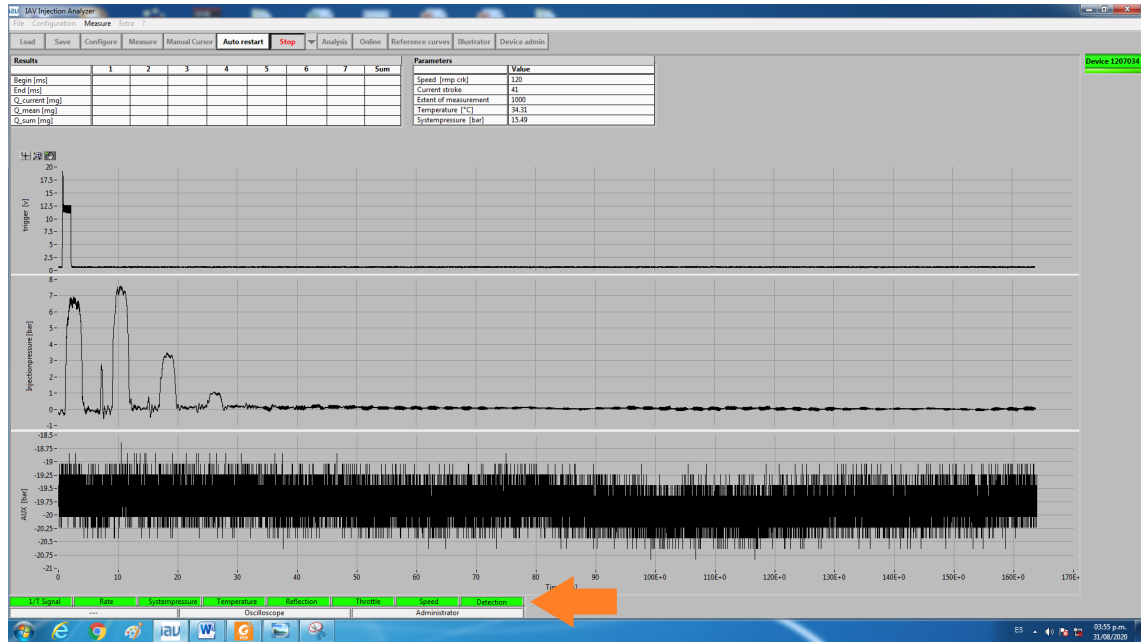 IAV Injection Analyzer
File Configuration Measure Extra ?
Load Save Configure Measure Manual Cursor Auto restart Stop Analysis Online Reference curves Illustrator Device admin
Results
1 2 3 4 5 6 7 Sum
Begin [ms]
End [ms]
Q_current [mg]
Q_mean [mg]
Q_sum [mg]
Parameters
Value
Speed [rmp crk] 120
Current stroke 41
Extent of measurement 1000
Temperature [°C] 34.31
Systempressure [bar] 15.49
Device 1207034
trigger [v]
20-
17.5-
15-
12.5-
10-
7.5-
5-
2.5-
0-
Injectionpressure [bar]
8-
7-
6-
5-
4-
3-
2-
1-
0-
-1-
AUX [bar]
-18.5-
-18.75-
-19-
-19.25-
-19.5-
-19.75-
-20-
-20.25-
-20.5-
-20.75-
-21-
0 10 20 30 40 50 60 70 80 90 100E+0 110E+0 120E+0 130E+0 140E+0 150E+0 160E+0 170E+
1/T Signal Rate Systempressure Temperature Reflection Throttle Speed Detection
--- Oscilloscope Administrator
iau W PDF ES 03:55 p.m.
31/08/2020